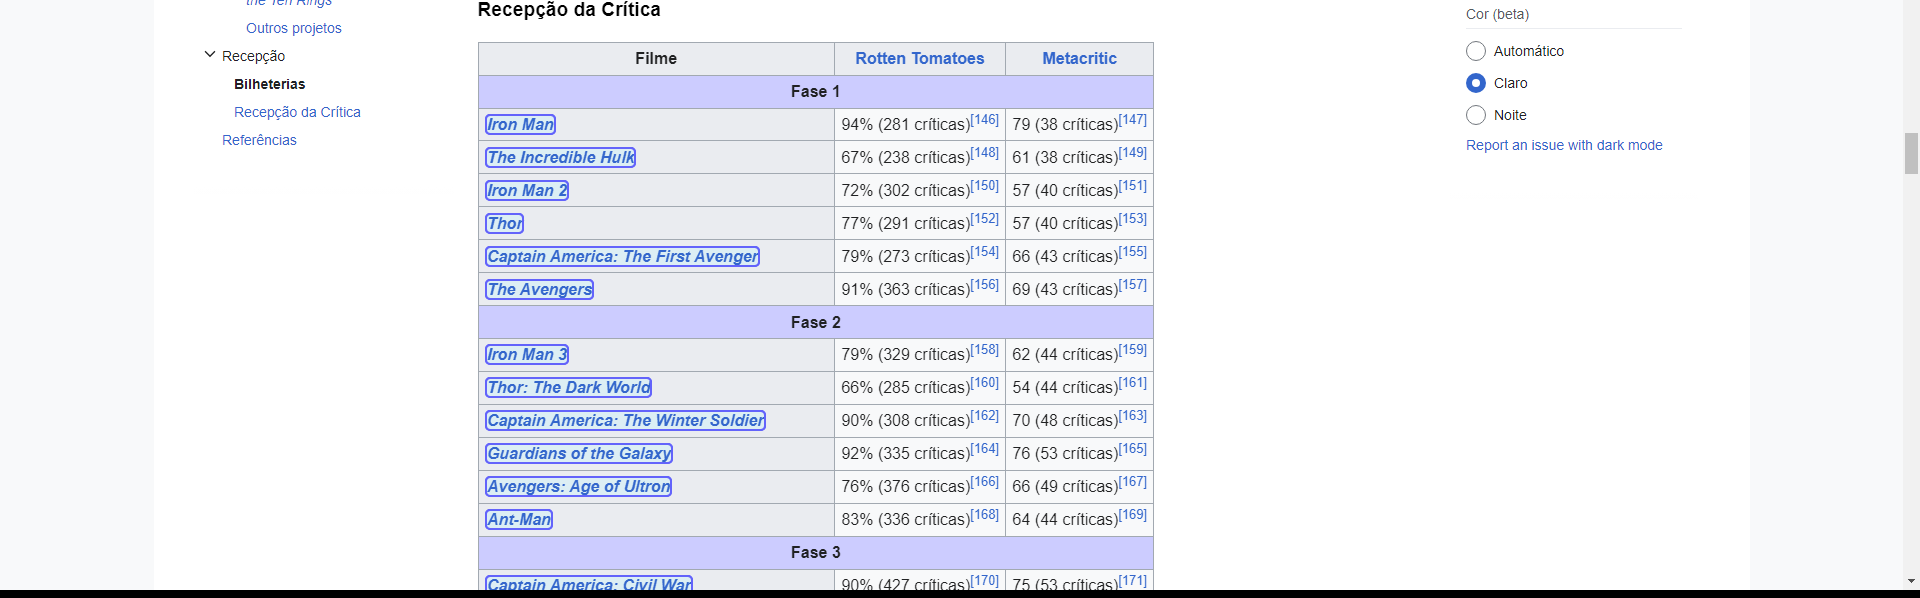 the Ten Rings
Outros projetos
Recepção
Bilheterias
Recepção da Crítica
Referências
Recepção da Crítica
Filme Rotten Tomatoes Metacritic
Fase 1
Iron Man 94% (281 críticas)[146] 79 (38 críticas)[147]
The Incredible Hulk 67% (238 críticas)[148] 61 (38 críticas)[149]
Iron Man 2 72% (302 críticas)[150] 57 (40 críticas)[151]
Thor 77% (291 críticas)[152] 57 (40 críticas)[153]
Captain America: The First Avenger 79% (273 críticas)[154] 66 (43 críticas)[155]
The Avengers 91% (363 críticas)[156] 69 (43 críticas)[157]
Fase 2
Iron Man 3 79% (329 críticas)[158] 62 (44 críticas)[159]
Thor: The Dark World 66% (285 críticas)[160] 54 (44 críticas)[161]
Captain America: The Winter Soldier 90% (308 críticas)[162] 70 (48 críticas)[163]
Guardians of the Galaxy 92% (335 críticas)[164] 76 (53 críticas)[165]
Avengers: Age of Ultron 76% (376 críticas)[166] 66 (49 críticas)[167]
Ant-Man 83% (336 críticas)[168] 64 (44 críticas)[169]
Fase 3
Captain America: Civil War 90% (427 críticas)[170] 75 (53 críticas)[171]
Cor (beta)
Automático
Claro
Noite
Report an issue with dark mode